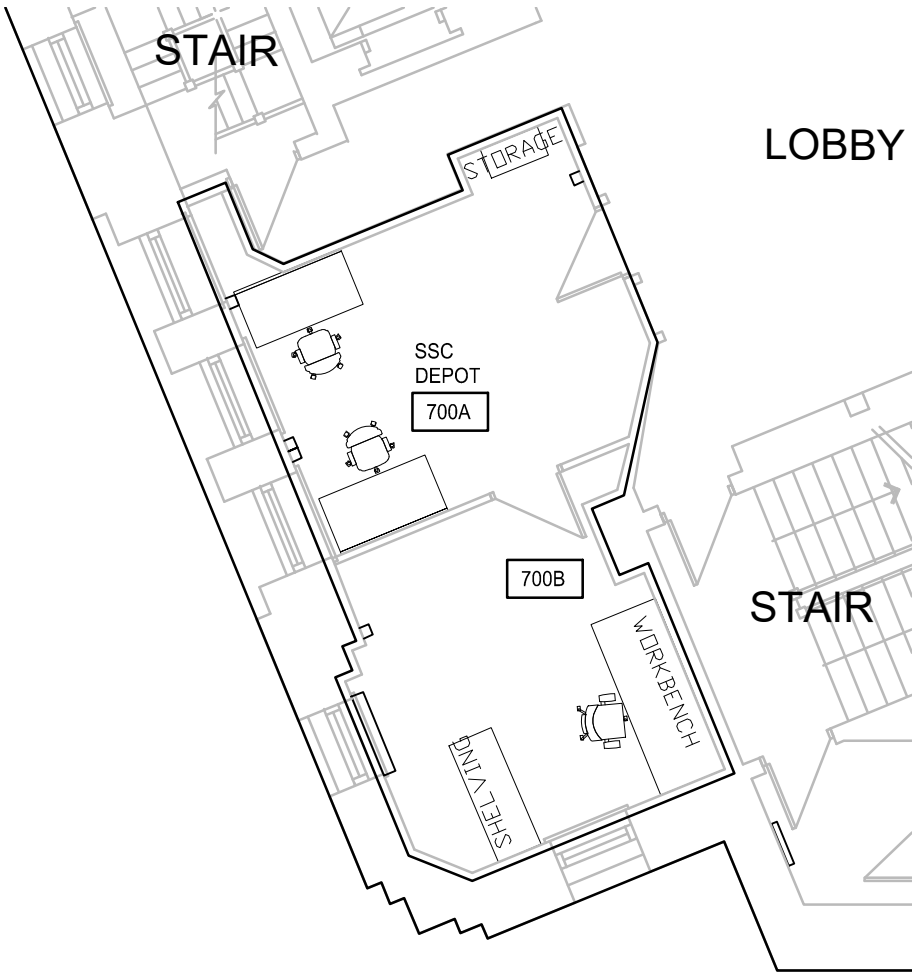 STAIR
LOBBY
STORAGE
SSC
DEPOT
700A
700B
STAIR
WORKBENCH
SHELVING